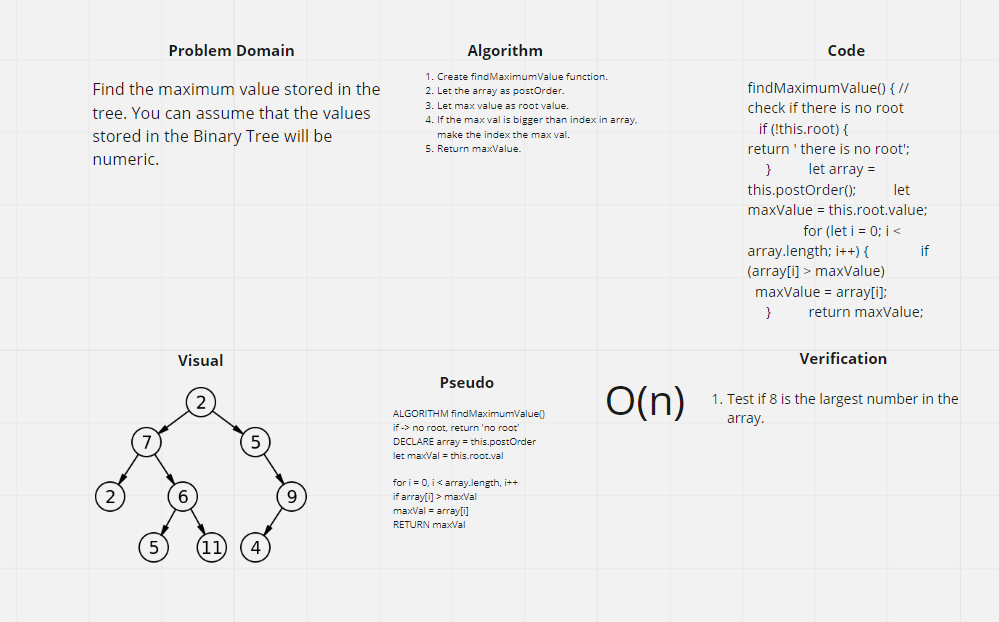 Problem Domain
Find the maximum value stored in the
tree. You can assume that the values
stored in the Binary Tree will be
numeric.
Algorithm
1. Create findMaximumValue function.
2. Let the array as postOrder.
3. Let max value as root value.
4. If the max val is bigger than index in array,
make the index the max val.
5. Return maxValue.
Code
findMaximumValue() { //
check if there is no root
if (!this.root) {
return ' there is no root';
} let array =
this.postOrder(); let
maxValue = this.root.value;
for (let i = 0; i <
array.length; i++) { if
(array[i] > maxValue)
maxValue = array[i];
} return maxValue;
Visual
2
7 5
2 6 9
5 11 4
Pseudo
ALGORITHM findMaximumValue()
if -> no root, return 'no root'
DECLARE array = this.postOrder
let maxVal = this.root.val
for i = 0, i < array.length, i++
if array[i] > maxVal
maxVal = array[i]
RETURN maxVal
O(n)
Verification
1. Test if 8 is the largest number in the
array.